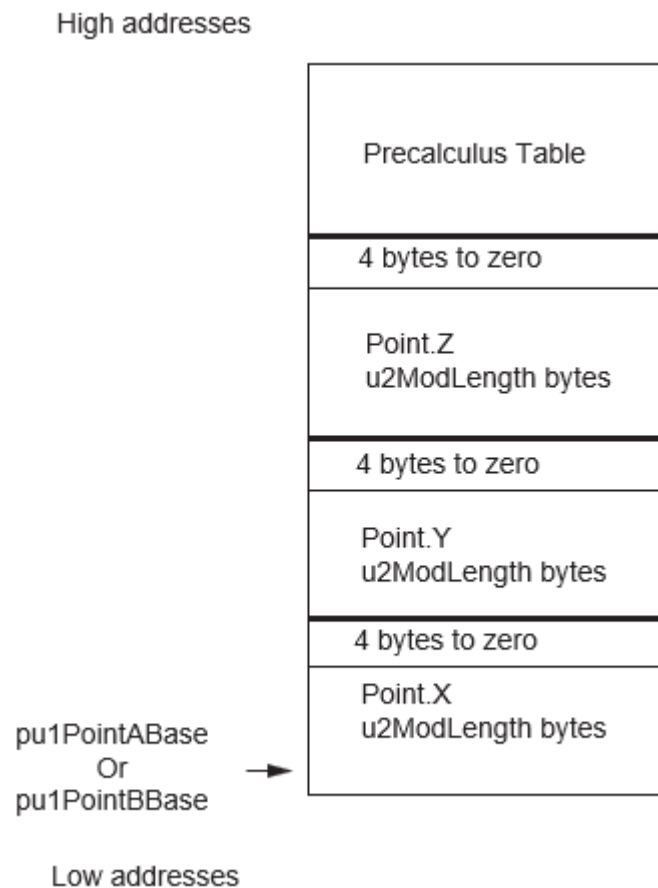 High addresses
Precalculus Table
4 bytes to zero
Point.Z
u2ModLength bytes
4 bytes to zero
Point.Y
u2ModLength bytes
4 bytes to zero
Point.X
u2ModLength bytes
pu1PointABase
Or
pu1PointBBase
Low addresses